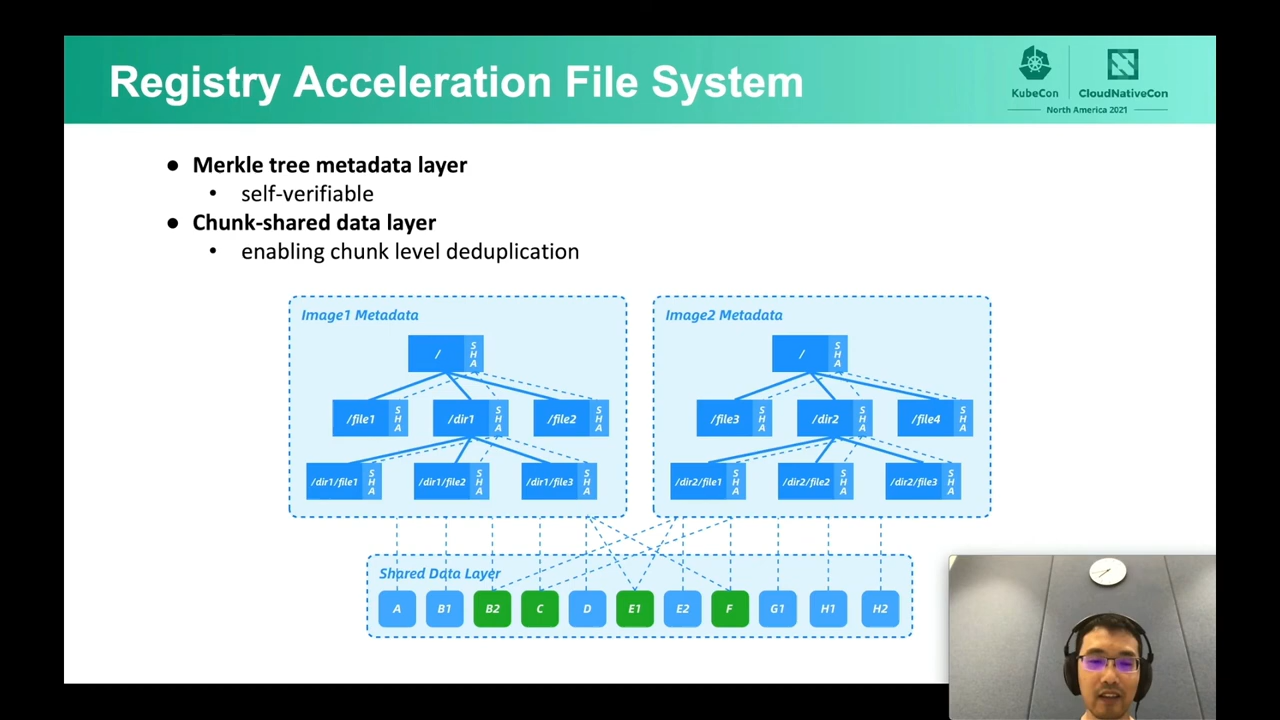 Registry Acceleration File System
KubeCon
CloudNativeCon
North America 2021
● Merkle tree metadata layer
• self-verifiable
● Chunk-shared data layer
• enabling chunk level deduplication
Image1 Metadata
/ SHA
/file1 SHA /dir1 SHA /file2 SHA
/dir1/file1 SHA /dir1/file2 SHA /dir1/file3 SHA
Image2 Metadata
/ SHA
/file3 SHA /dir2 SHA /file4 SHA
/dir2/file1 SHA /dir2/file2 SHA /dir2/file3 SHA
Shared Data Layer
A B1 B2 C D E1 E2 F G1 H1 H2